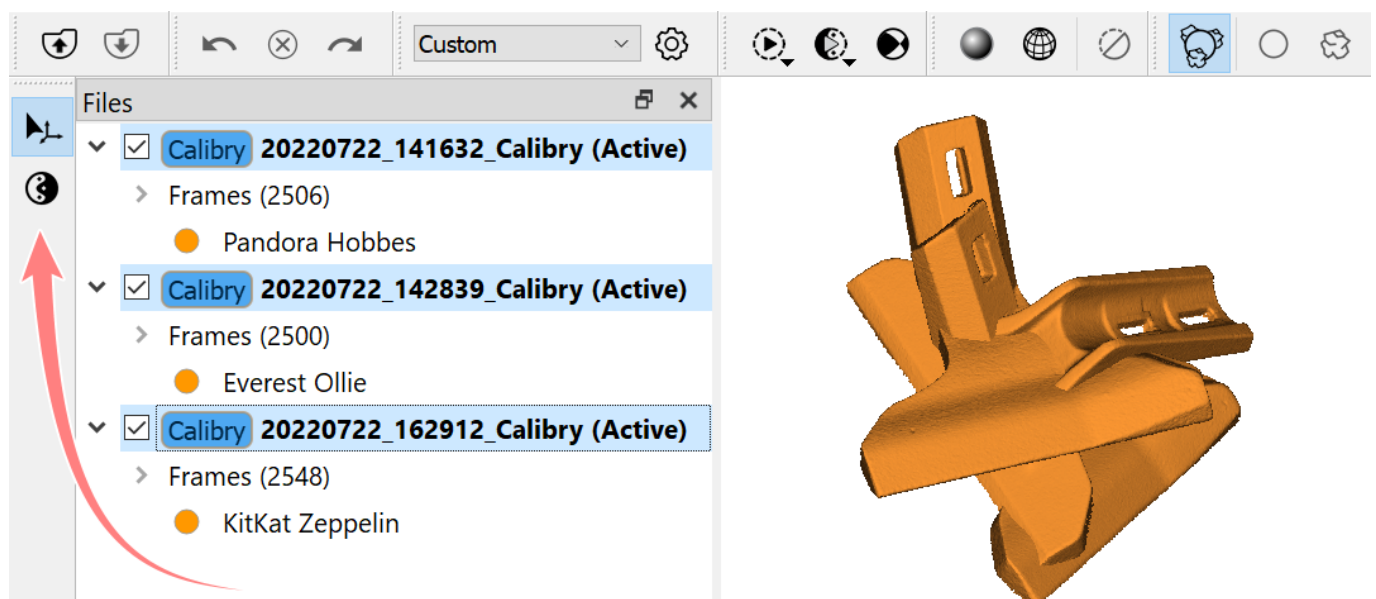 Custom
Files
Calibry 20220722_141632_Calibry (Active)
Frames (2506)
Pandora Hobbes
Calibry 20220722_142839_Calibry (Active)
Frames (2500)
Everest Ollie
Calibry 20220722_162912_Calibry (Active)
Frames (2548)
KitKat Zeppelin